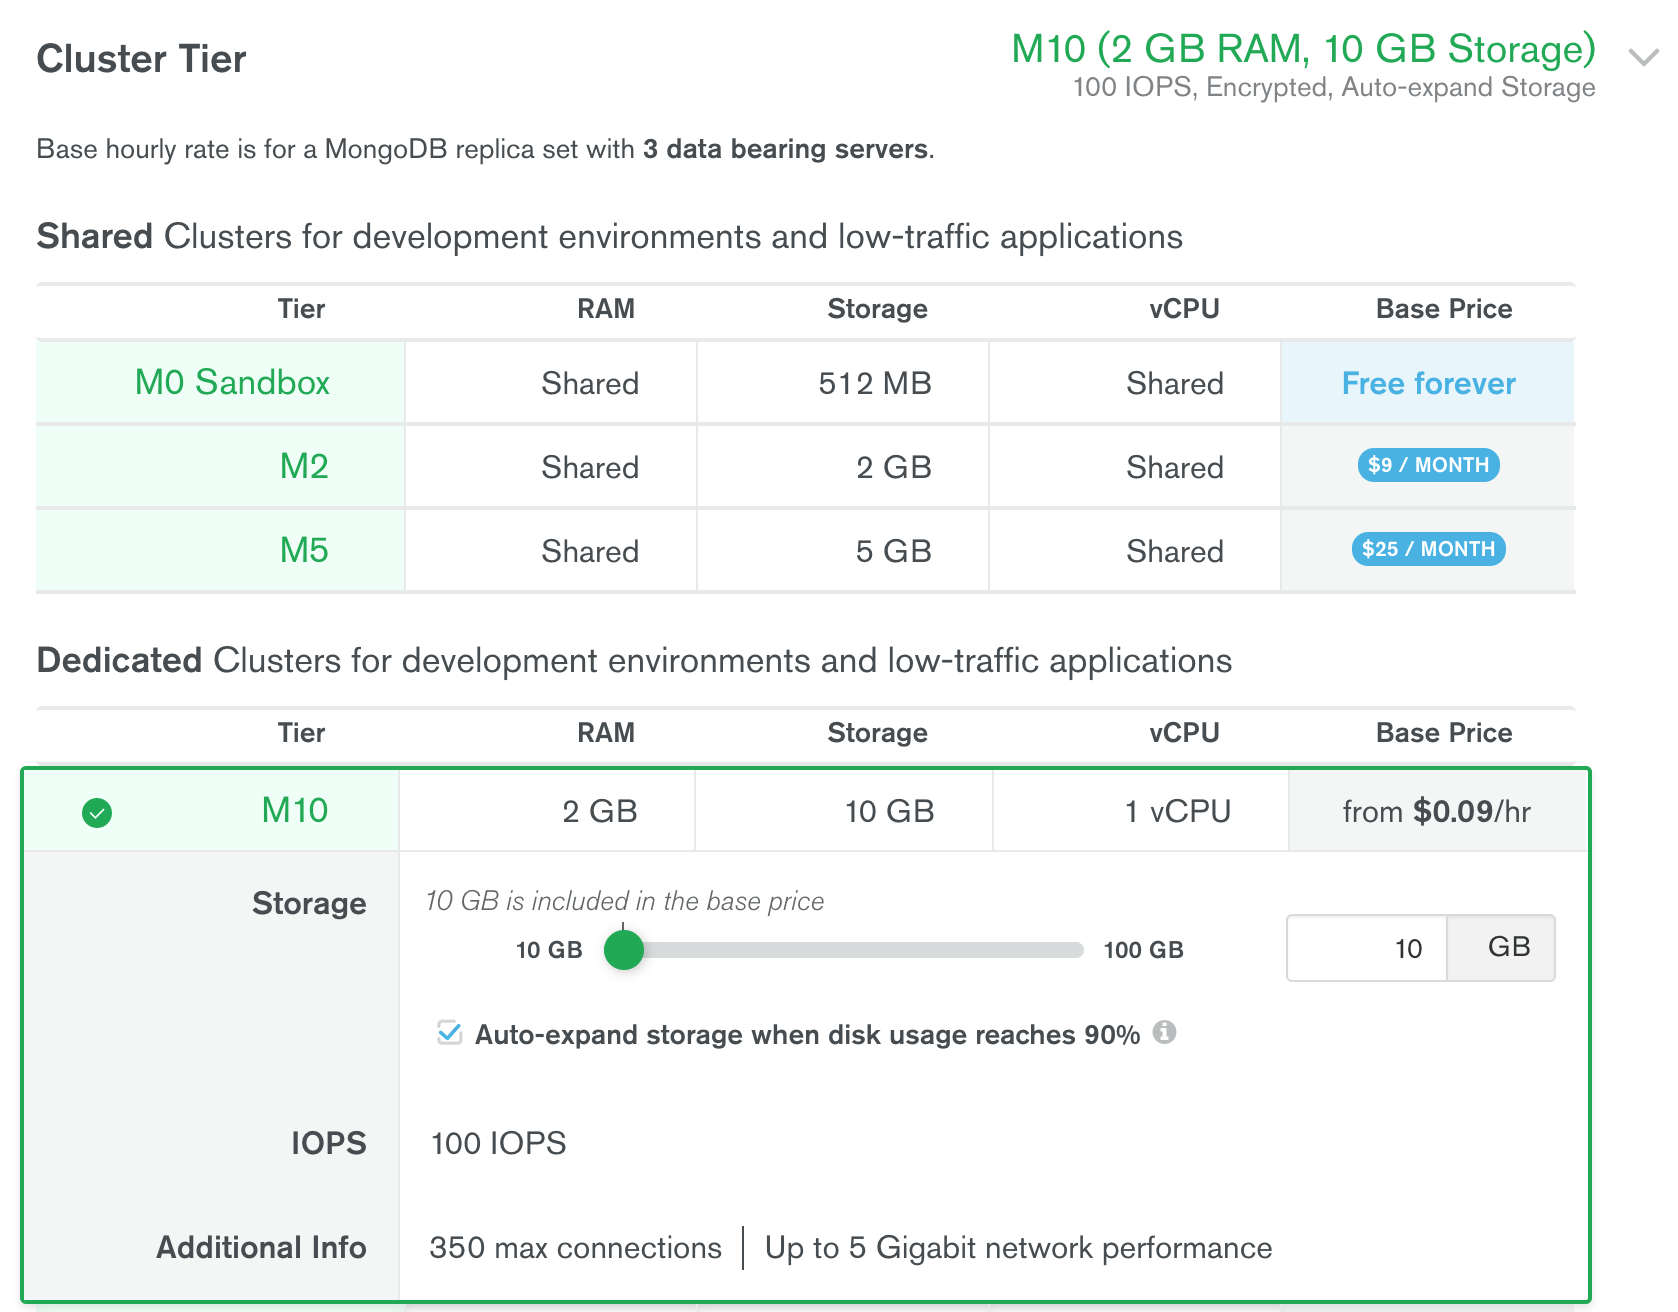 Cluster Tier
M10 (2 GB RAM, 10 GB Storage)
100 IOPS, Encrypted, Auto-expand Storage
Base hourly rate is for a MongoDB replica set with 3 data bearing servers.
Shared Clusters for development environments and low-traffic applications
Tier RAM Storage vCPU Base Price
M0 Sandbox Shared 512 MB Shared Free forever
M2 Shared 2 GB Shared $9 / MONTH
M5 Shared 5 GB Shared $25 / MONTH
Dedicated Clusters for development environments and low-traffic applications
Tier RAM Storage vCPU Base Price
M10 2 GB 10 GB 1 vCPU from $0.09/hr
Storage 10 GB is included in the base price
10 GB 100 GB 10 GB
Auto-expand storage when disk usage reaches 90%
IOPS 100 IOPS
Additional Info 350 max connections | Up to 5 Gigabit network performance